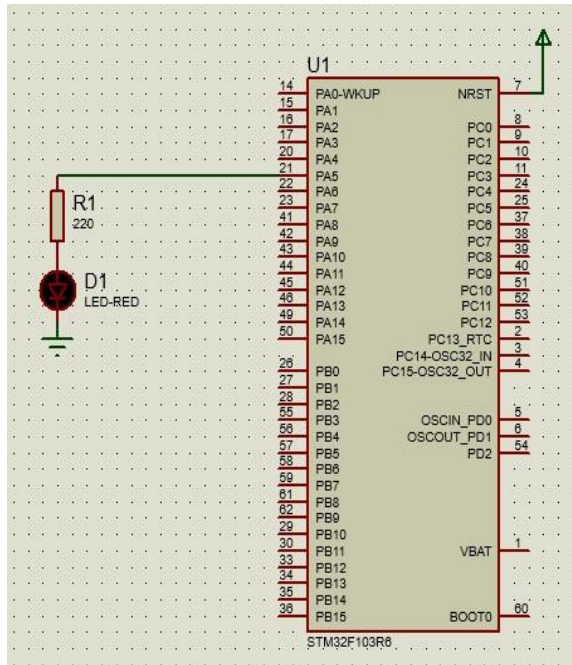 U1
14 PA0-WKUP NRST 7
15 PA1
16 PA2 PC0 8
17 PA3 PC1 9
20 PA4 PC2 10
21 PA5 PC3 11
22 PA6 PC4 24
23 PA7 PC5 25
41 PA8 PC6 37
42 PA9 PC7 38
43 PA10 PC8 39
44 PA11 PC9 40
45 PA12 PC10 51
46 PA13 PC11 52
49 PA14 PC12 53
50 PA15 PC13_RTC 2
PC14-OSC32_IN 3
26 PB0 PC15-OSC32_OUT 4
27 PB1
28 PB2
55 PB3 OSCIN_PD0 5
56 PB4 OSCOUT_PD1 6
57 PB5 PD2 54
58 PB6
59 PB7
61 PB8
62 PB9
29 PB10
30 PB11 VBAT 1
33 PB12
34 PB13
35 PB14
36 PB15 BOOT0 60
STM32F103R6
R1
220
D1
LED-RED